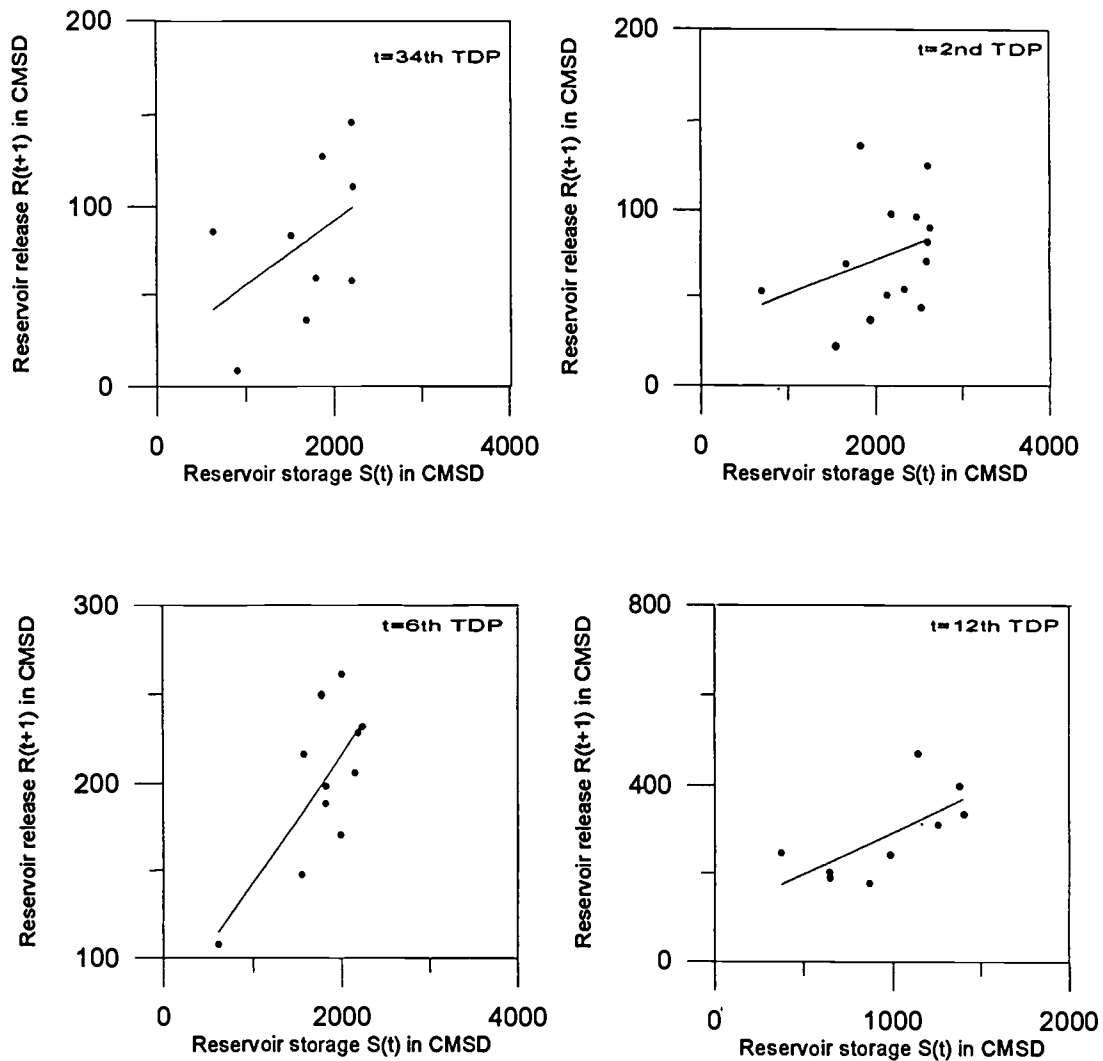 200
t=34th TDP
Reservoir release R(t+1) in CMSD
100
0
0 2000 4000
Reservoir storage S(t) in CMSD
200
t=2nd TDP
Reservoir release R(t+1) in CMSD
100
0
0 2000 4000
Reservoir storage S(t) in CMSD
300
t=6th TDP
Reservoir release R(t+1) in CMSD
200
100
0 2000 4000
Reservoir storage S(t) in CMSD
800
t=12th TDP
Reservoir release R(t+1) in CMSD
400
0
0 1000 2000
Reservoir storage S(t) in CMSD